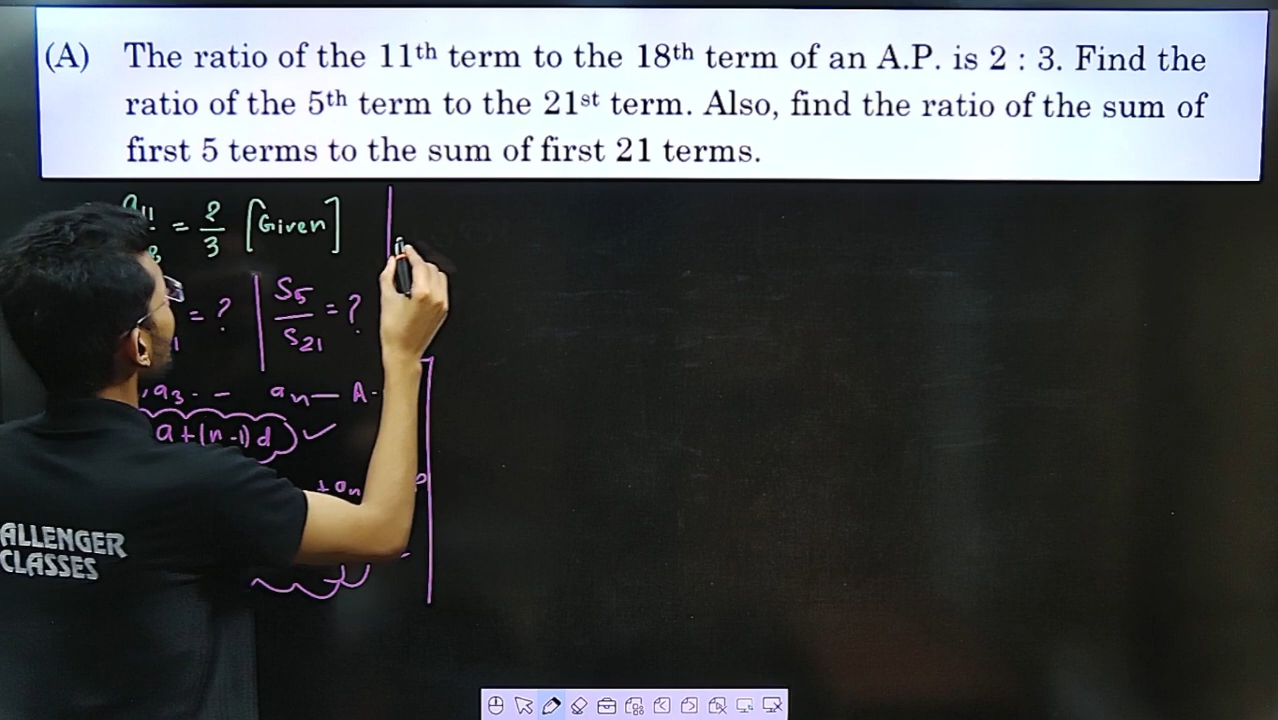 (A) The ratio of the 11th term to the 18th term of an A.P. is 2 : 3. Find the
ratio of the 5th term to the 21st term. Also, find the ratio of the sum of
first 5 terms to the sum of first 21 terms.
a11 = 2/3 [Given]
= ? | S5/S21 = ?
, a3 - - an — A-
a+(n-1)d ✓
+ an
ALLENGER
CLASSES